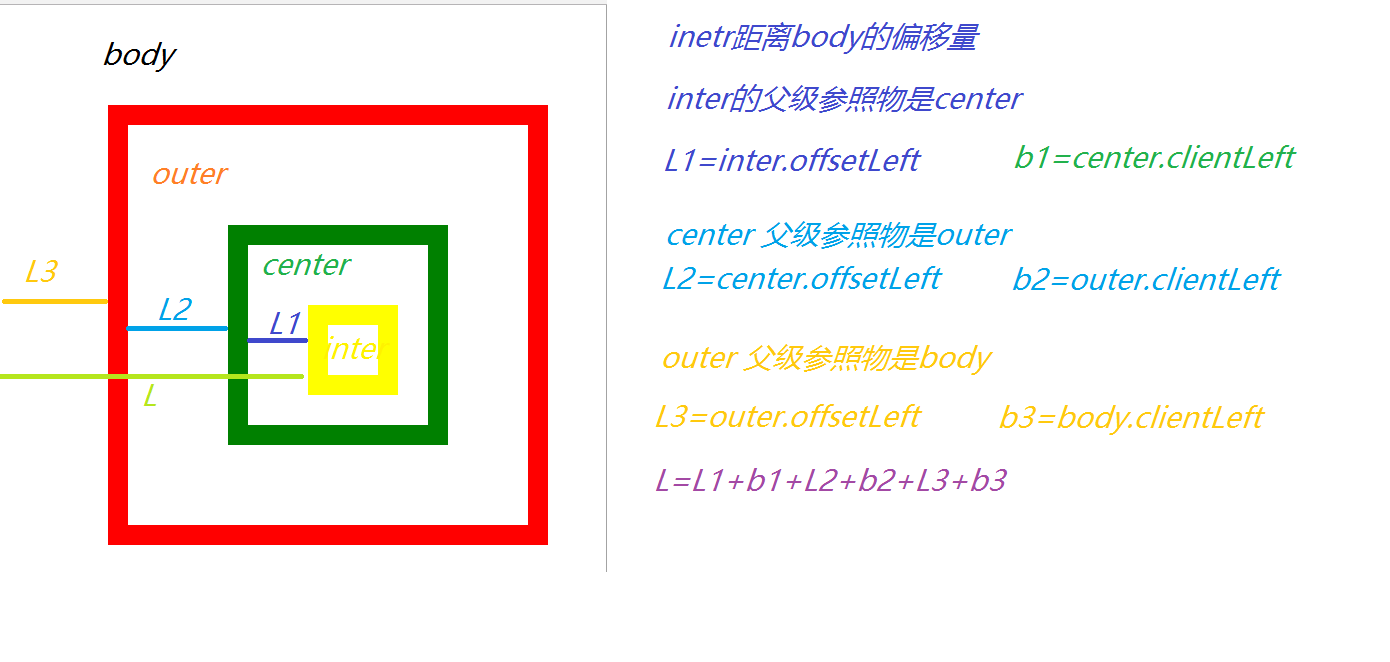 body
outer
center
L3
L2
L1
inter
L
inetr距离body的偏移量
inter的父级参照物是center
L1=inter.offsetLeft b1=center.clientLeft
center 父级参照物是outer
L2=center.offsetLeft b2=outer.clientLeft
outer 父级参照物是body
L3=outer.offsetLeft b3=body.clientLeft
L=L1+b1+L2+b2+L3+b3